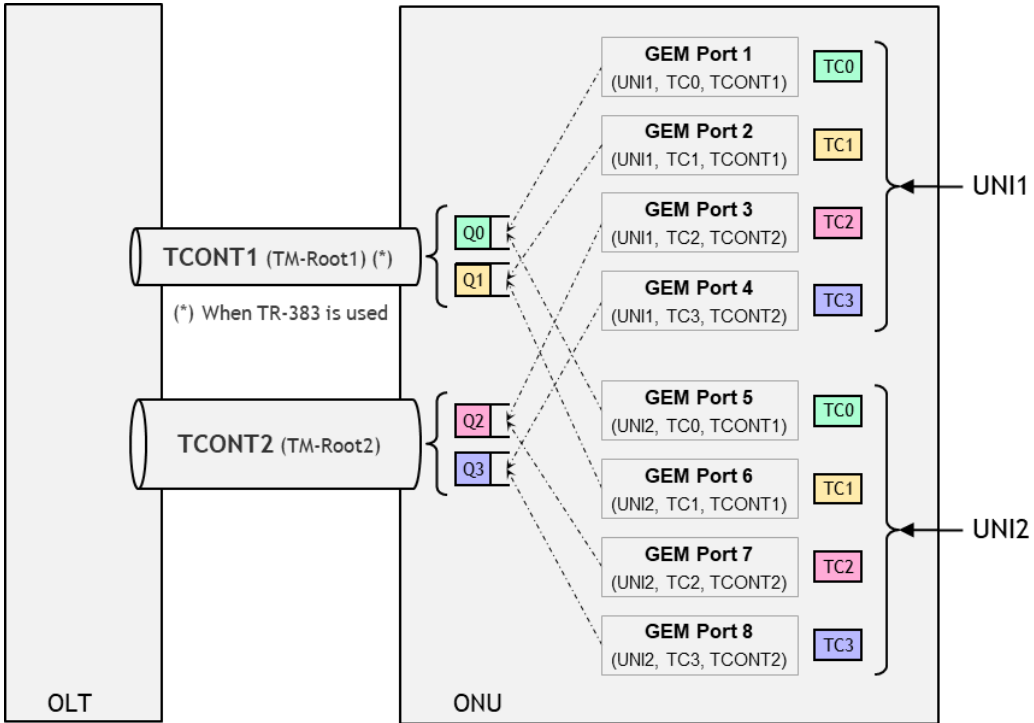 GEM Port 1
(UNI1, TC0, TCONT1)
TC0
GEM Port 2
(UNI1, TC1, TCONT1)
TC1
GEM Port 3
(UNI1, TC2, TCONT2)
TC2
GEM Port 4
(UNI1, TC3, TCONT2)
TC3
UNI1
Q0
Q1
TCONT1 (TM-Root1) (*)
(*) When TR-383 is used
TCONT2 (TM-Root2)
Q2
Q3
GEM Port 5
(UNI2, TC0, TCONT1)
TC0
GEM Port 6
(UNI2, TC1, TCONT1)
TC1
GEM Port 7
(UNI2, TC2, TCONT2)
TC2
GEM Port 8
(UNI2, TC3, TCONT2)
TC3
UNI2
OLT
ONU